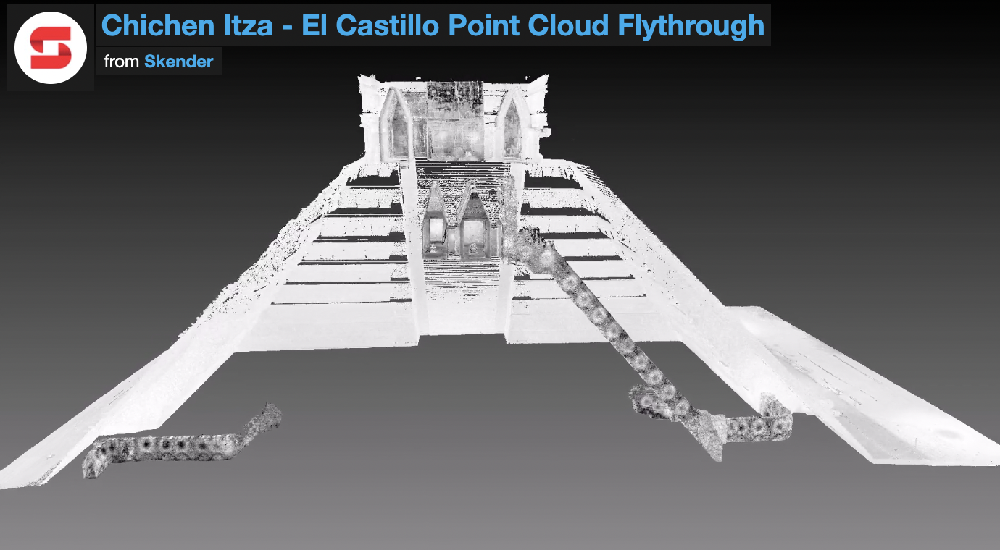 Chichen Itza - El Castillo Point Cloud Flythrough
from Skender